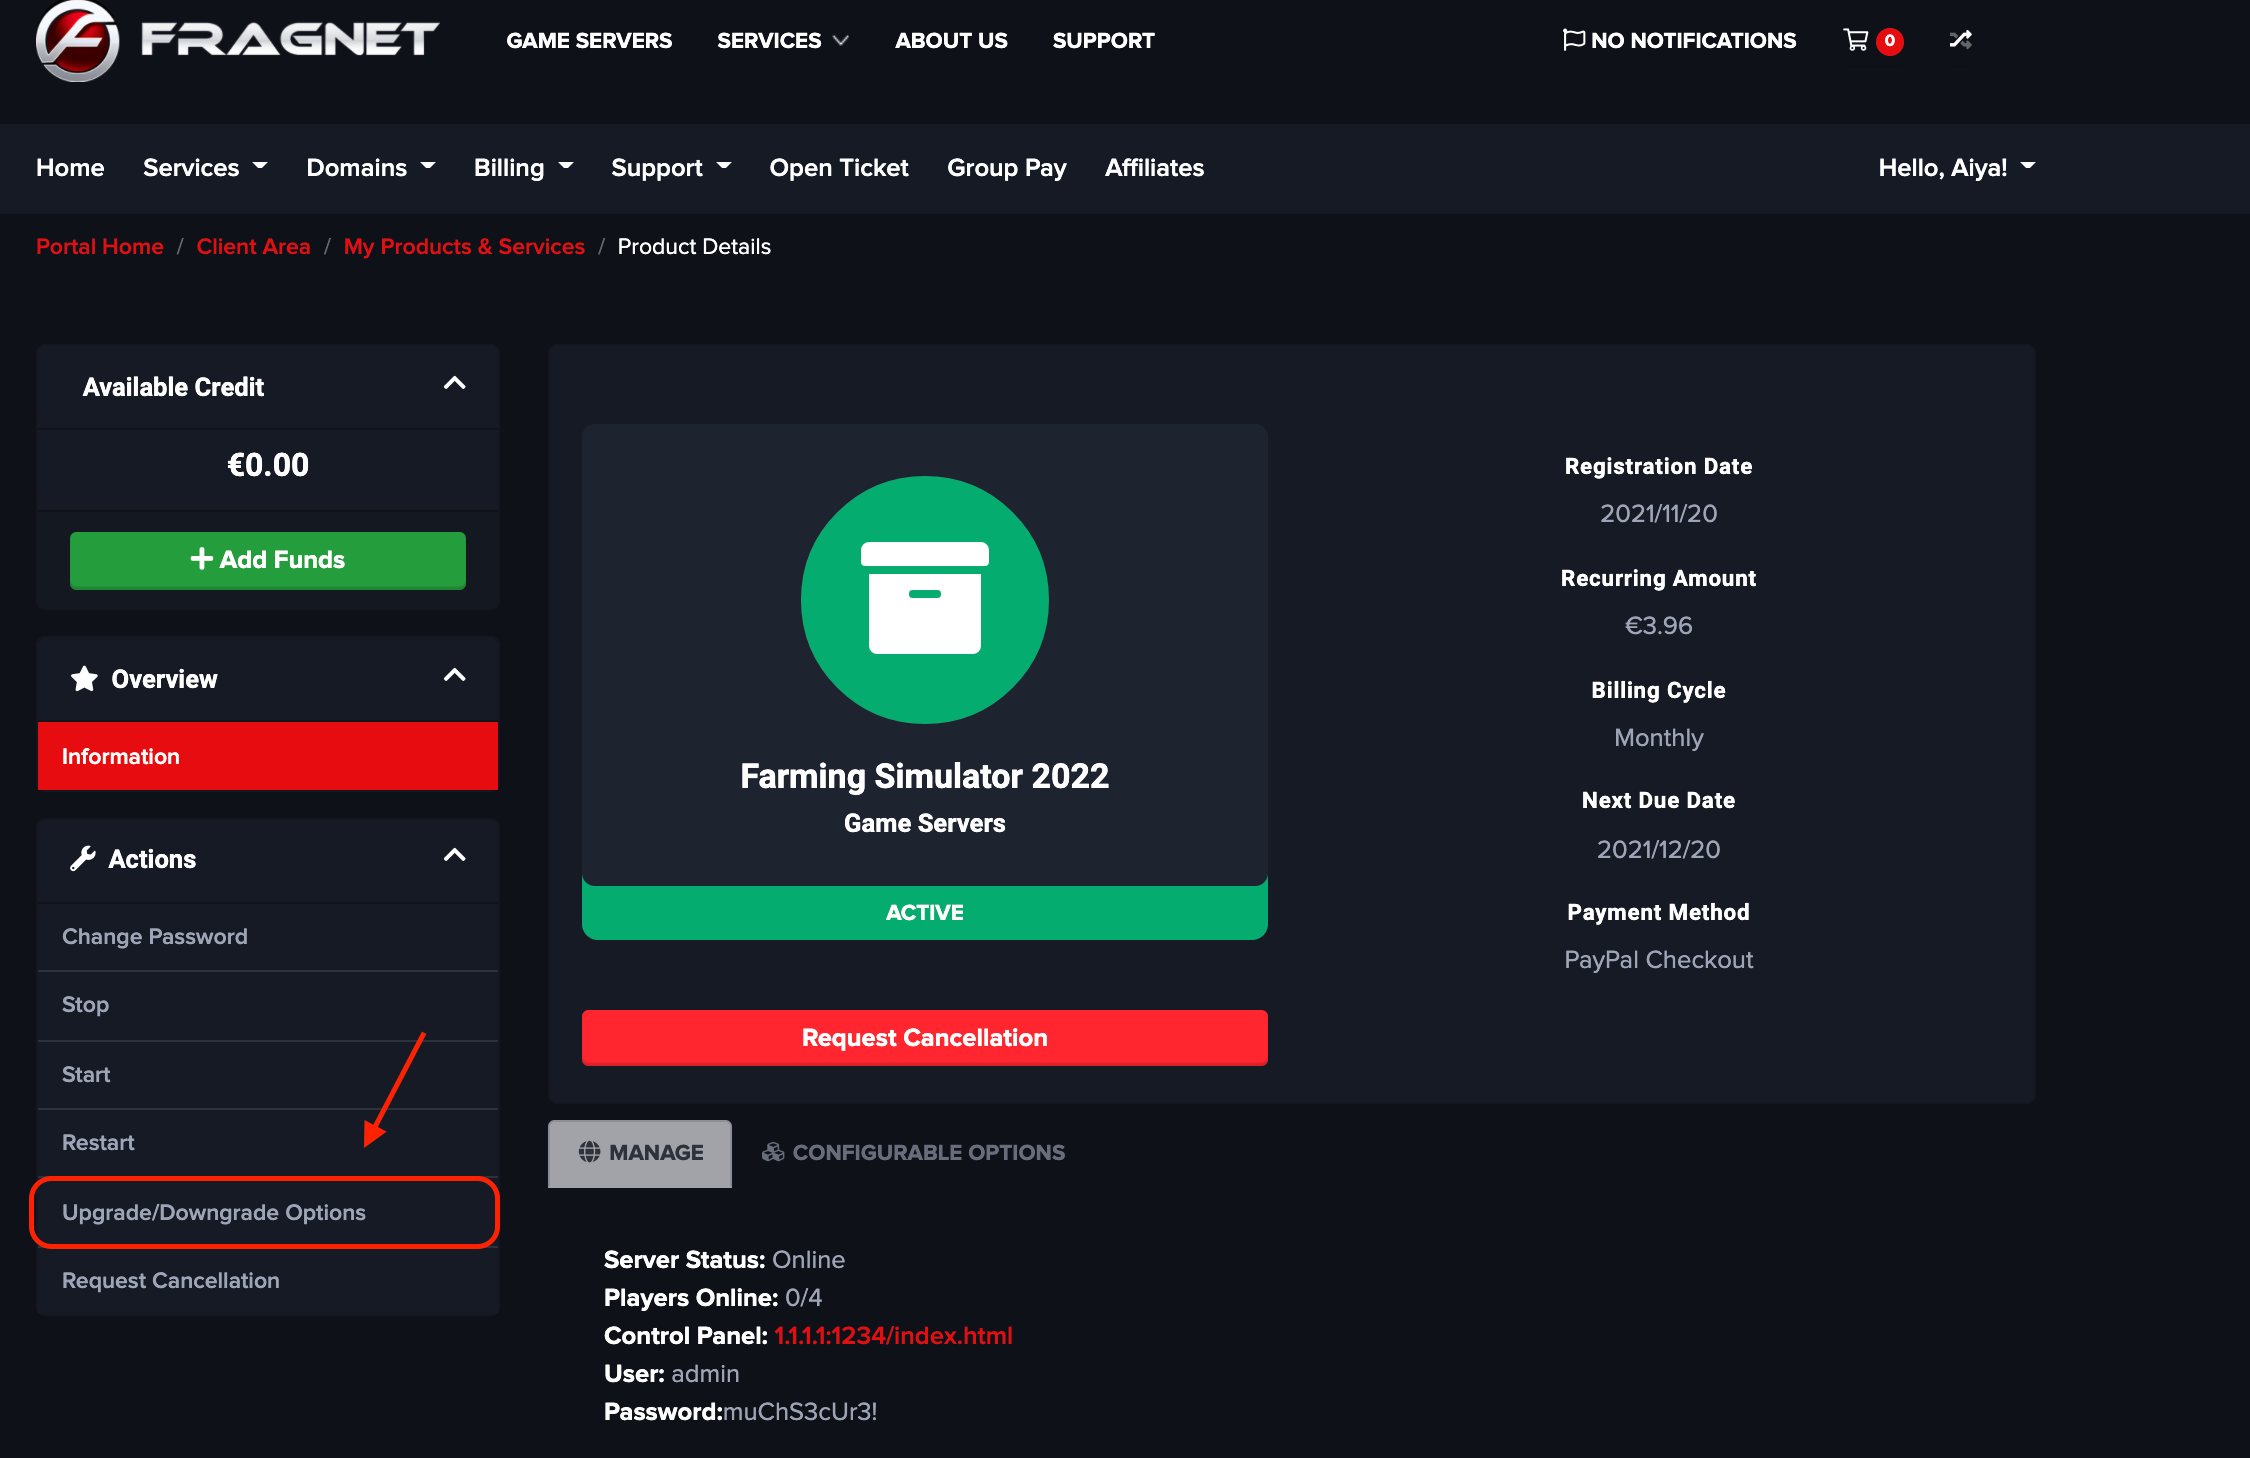 FRAGNET
GAME SERVERS SERVICES ABOUT US SUPPORT NO NOTIFICATIONS 0
Home Services Domains Billing Support Open Ticket Group Pay Affiliates Hello, Aiya!
Portal Home / Client Area / My Products & Services / Product Details
Available Credit
€0.00
+ Add Funds
Overview
Information
Actions
Change Password
Stop
Start
Restart
Upgrade/Downgrade Options
Request Cancellation
Farming Simulator 2022
Game Servers
ACTIVE
Request Cancellation
Registration Date
2021/11/20
Recurring Amount
€3.96
Billing Cycle
Monthly
Next Due Date
2021/12/20
Payment Method
PayPal Checkout
MANAGE CONFIGURABLE OPTIONS
Server Status: Online
Players Online: 0/4
Control Panel: 1.1.1.1:1234/index.html
User: admin
Password:muChS3cUr3!